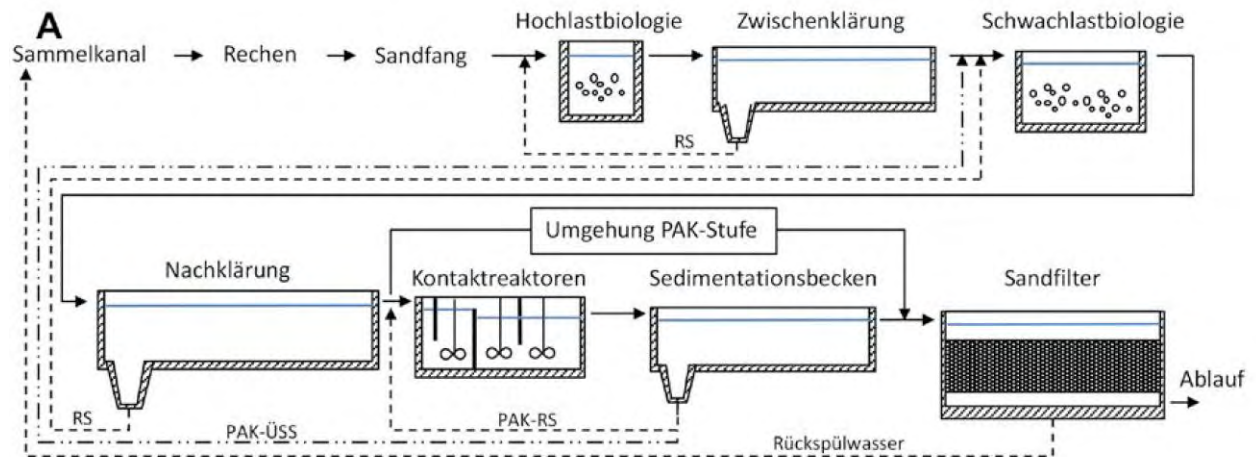 A
Hochlastbiologie
Zwischenklärung
Schwachlastbiologie
Sammelkanal
Rechen
Sandfang
RS
Umgehung PAK-Stufe
Nachklärung
Kontaktreaktoren
Sedimentationsbecken
Sandfilter
Ablauf
RS
PAK-ÜSS
PAK-RS
Rückspülwasser